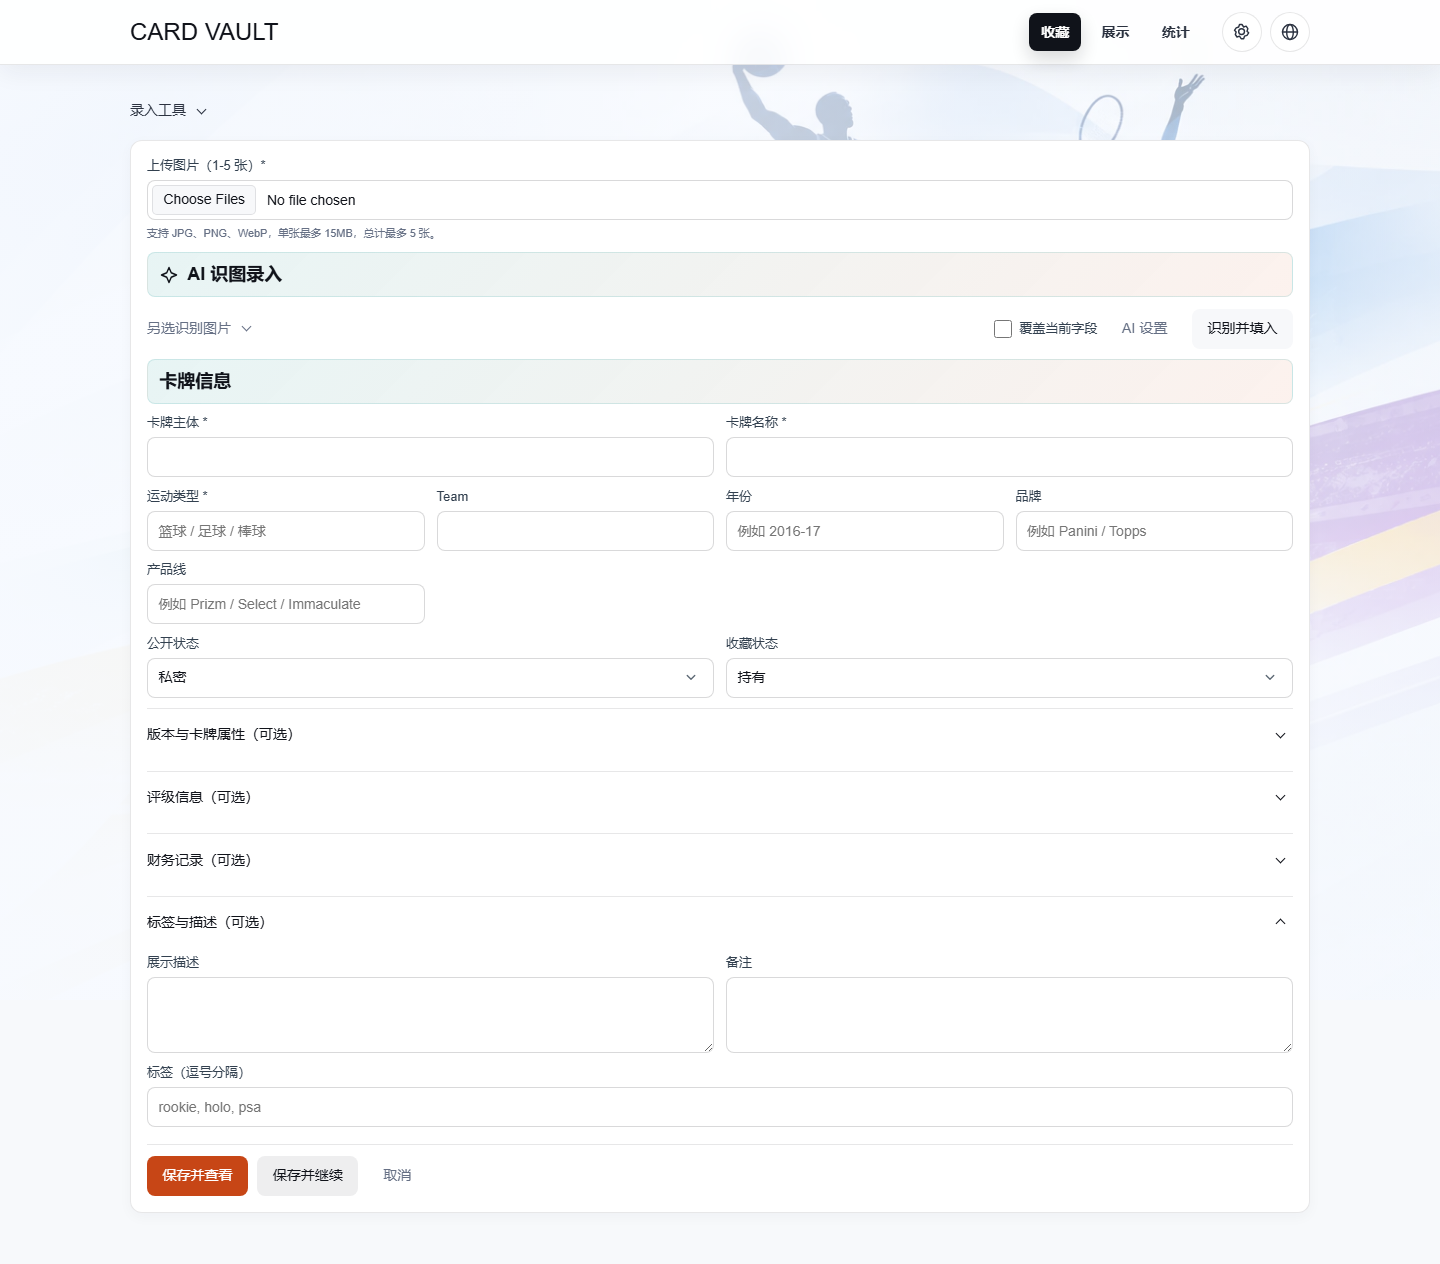 CARD VAULT
收藏 展示 统计
录入工具
上传图片（1-5 张）*
Choose Files No file chosen
支持 JPG、PNG、WebP，单张最多 15MB，总计最多 5 张。
AI 识图录入
另选识别图片 覆盖当前字段 AI 设置 识别并填入
卡牌信息
卡牌主体 * 卡牌名称 *
运动类型 * Team 年份 品牌
篮球 / 足球 / 棒球 例如 2016-17 例如 Panini / Topps
产品线
例如 Prizm / Select / Immaculate
公开状态 收藏状态
私密 持有
版本与卡牌属性（可选）
评级信息（可选）
财务记录（可选）
标签与描述（可选）
展示描述 备注
标签（逗号分隔）
rookie, holo, psa
保存并查看 保存并继续 取消